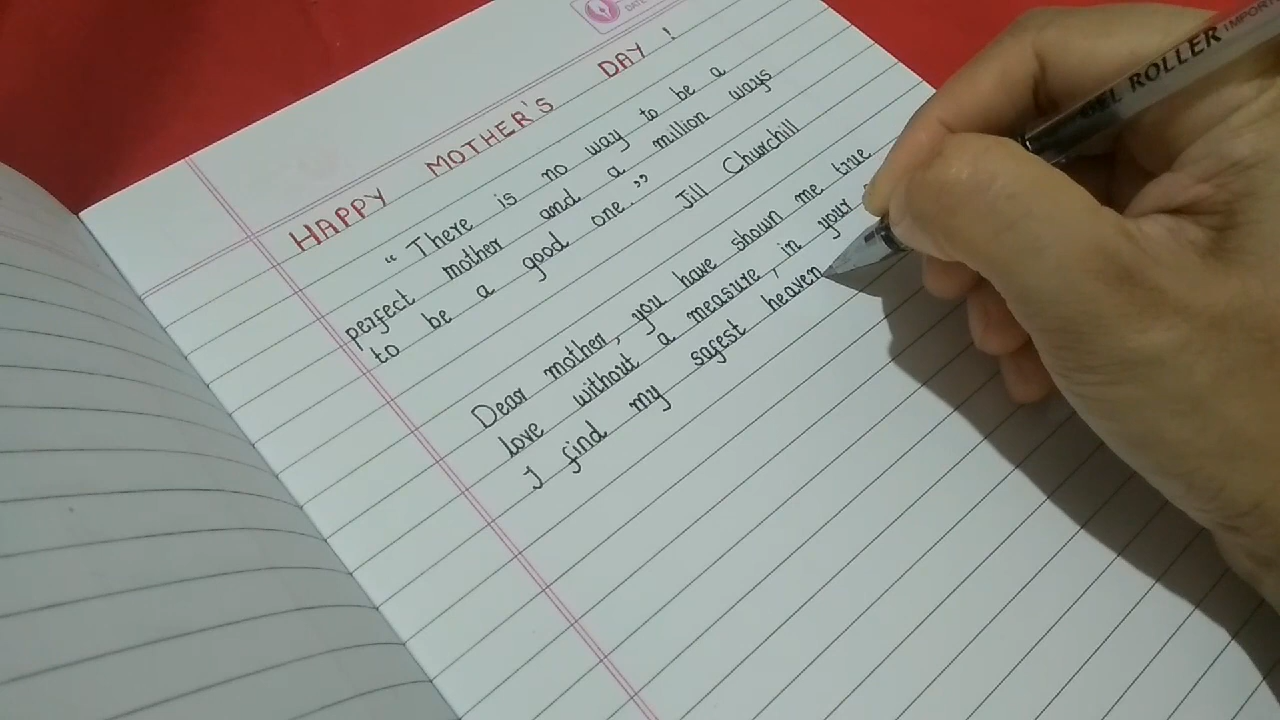 DATE
HAPPY MOTHER'S DAY !
“ There is no way to be a
perfect mother and a million ways
to be a good one.”
Jill Churchill
Dear mother, you have shown me true
love without a measure, in your
I find my safest heaven
GEL ROLLER